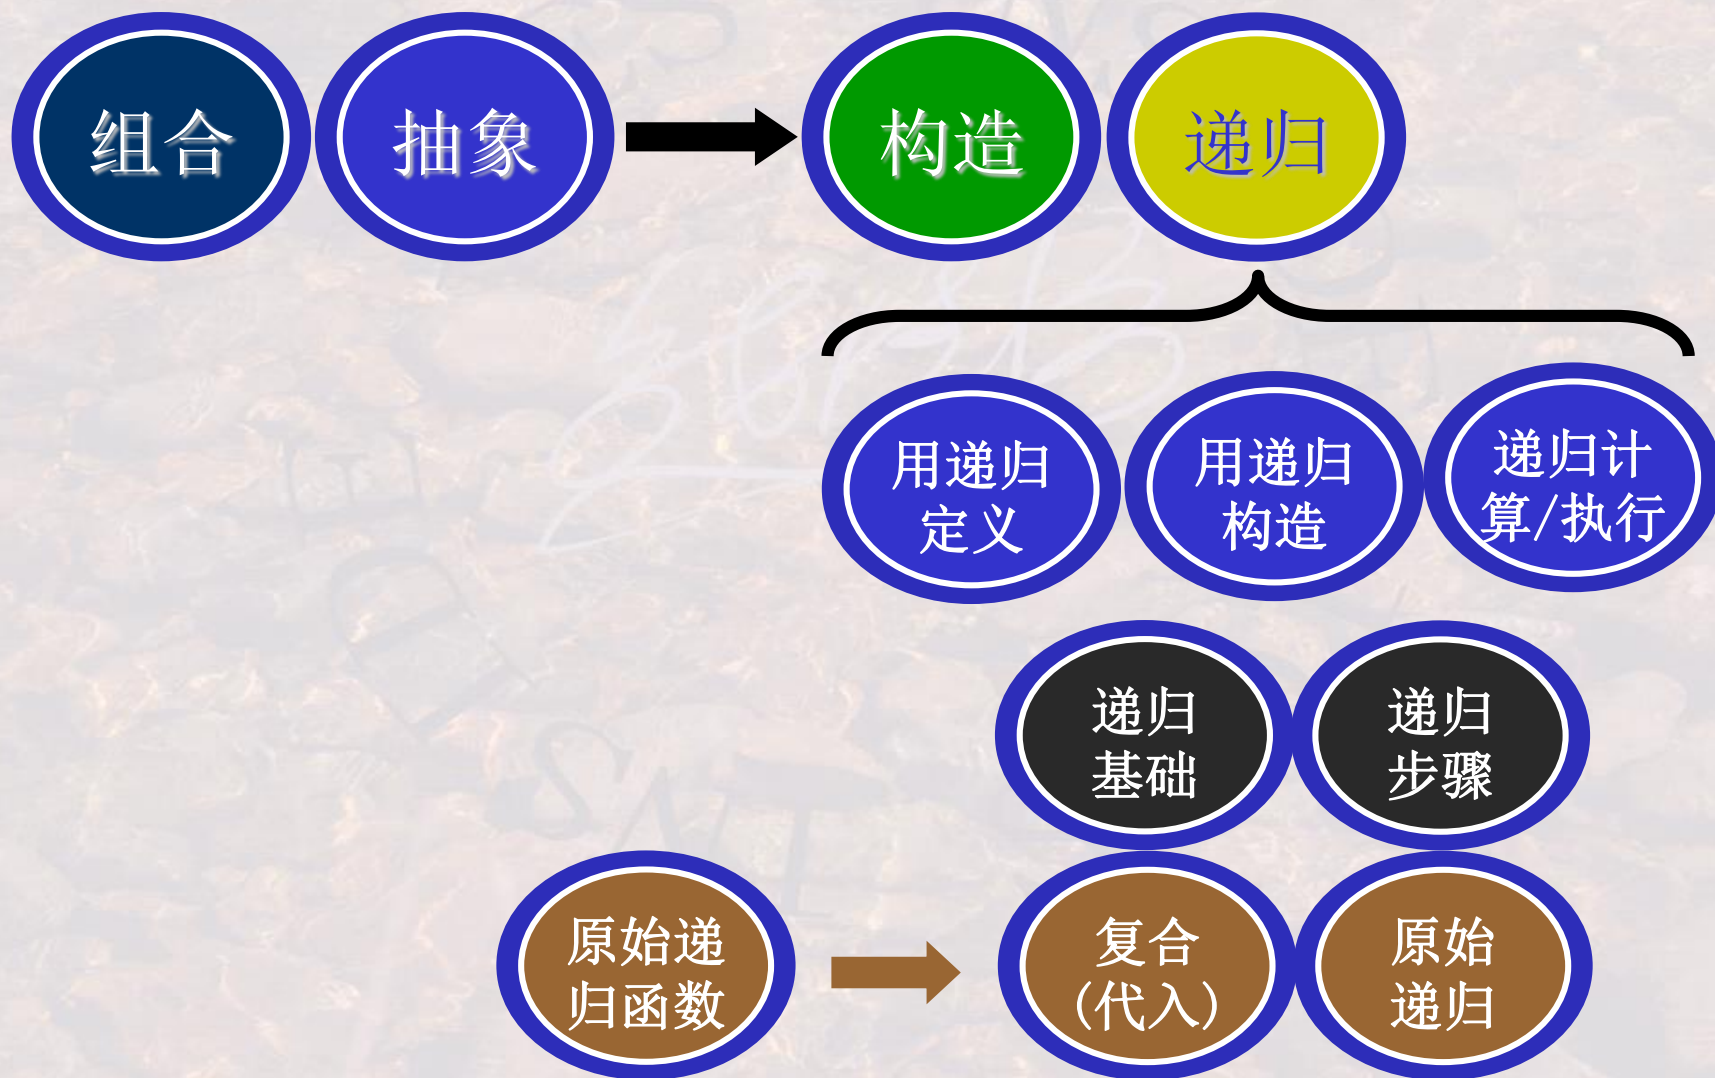 组合
抽象
构造
递归
用递归
定义
用递归
构造
递归计
算/执行
递归
基础
递归
步骤
原始递
归函数
复合
(代入)
原始
递归